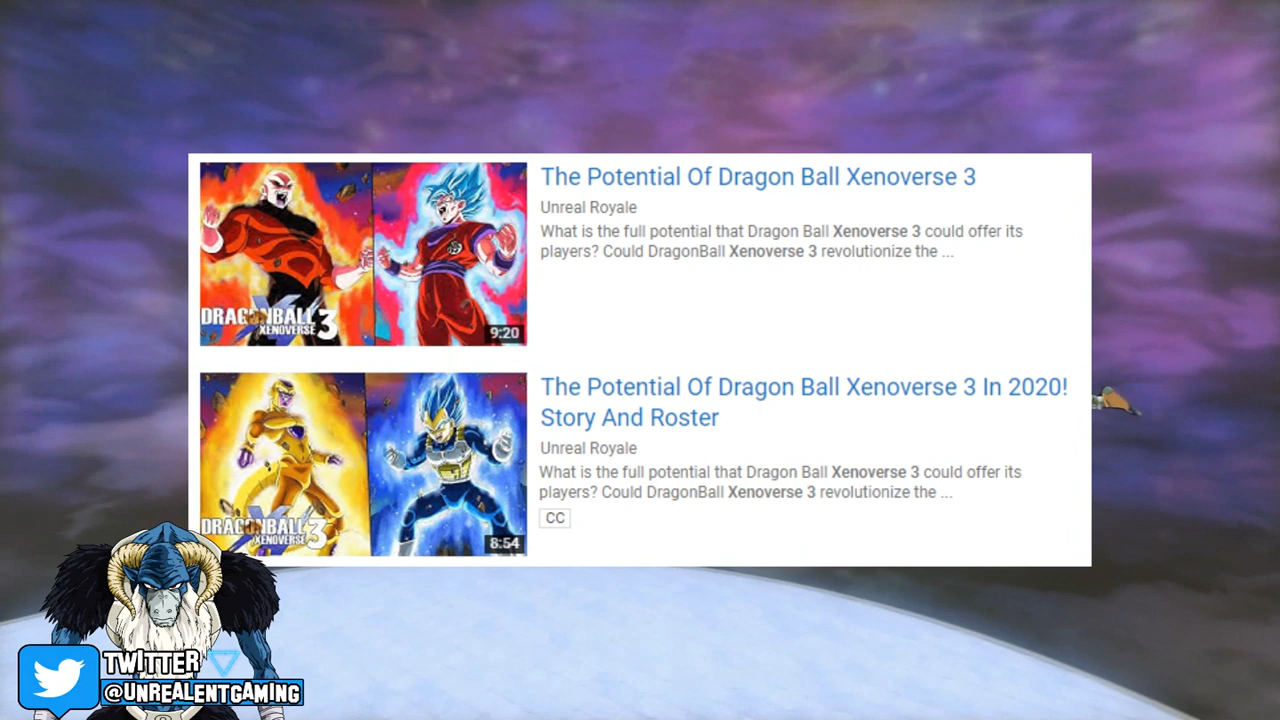 The Potential Of Dragon Ball Xenoverse 3
Unreal Royale
What is the full potential that Dragon Ball Xenoverse 3 could offer its
players? Could DragonBall Xenoverse 3 revolutionize the ...
DRAGONBALL
XENOVERSE 3
9:20
The Potential Of Dragon Ball Xenoverse 3 In 2020!
Story And Roster
Unreal Royale
What is the full potential that Dragon Ball Xenoverse 3 could offer its
players? Could DragonBall Xenoverse 3 revolutionize the ...
CC
DRAGONBALL
XENOVERSE 3
8:54
TWITTER
@UNREALENTGAMING